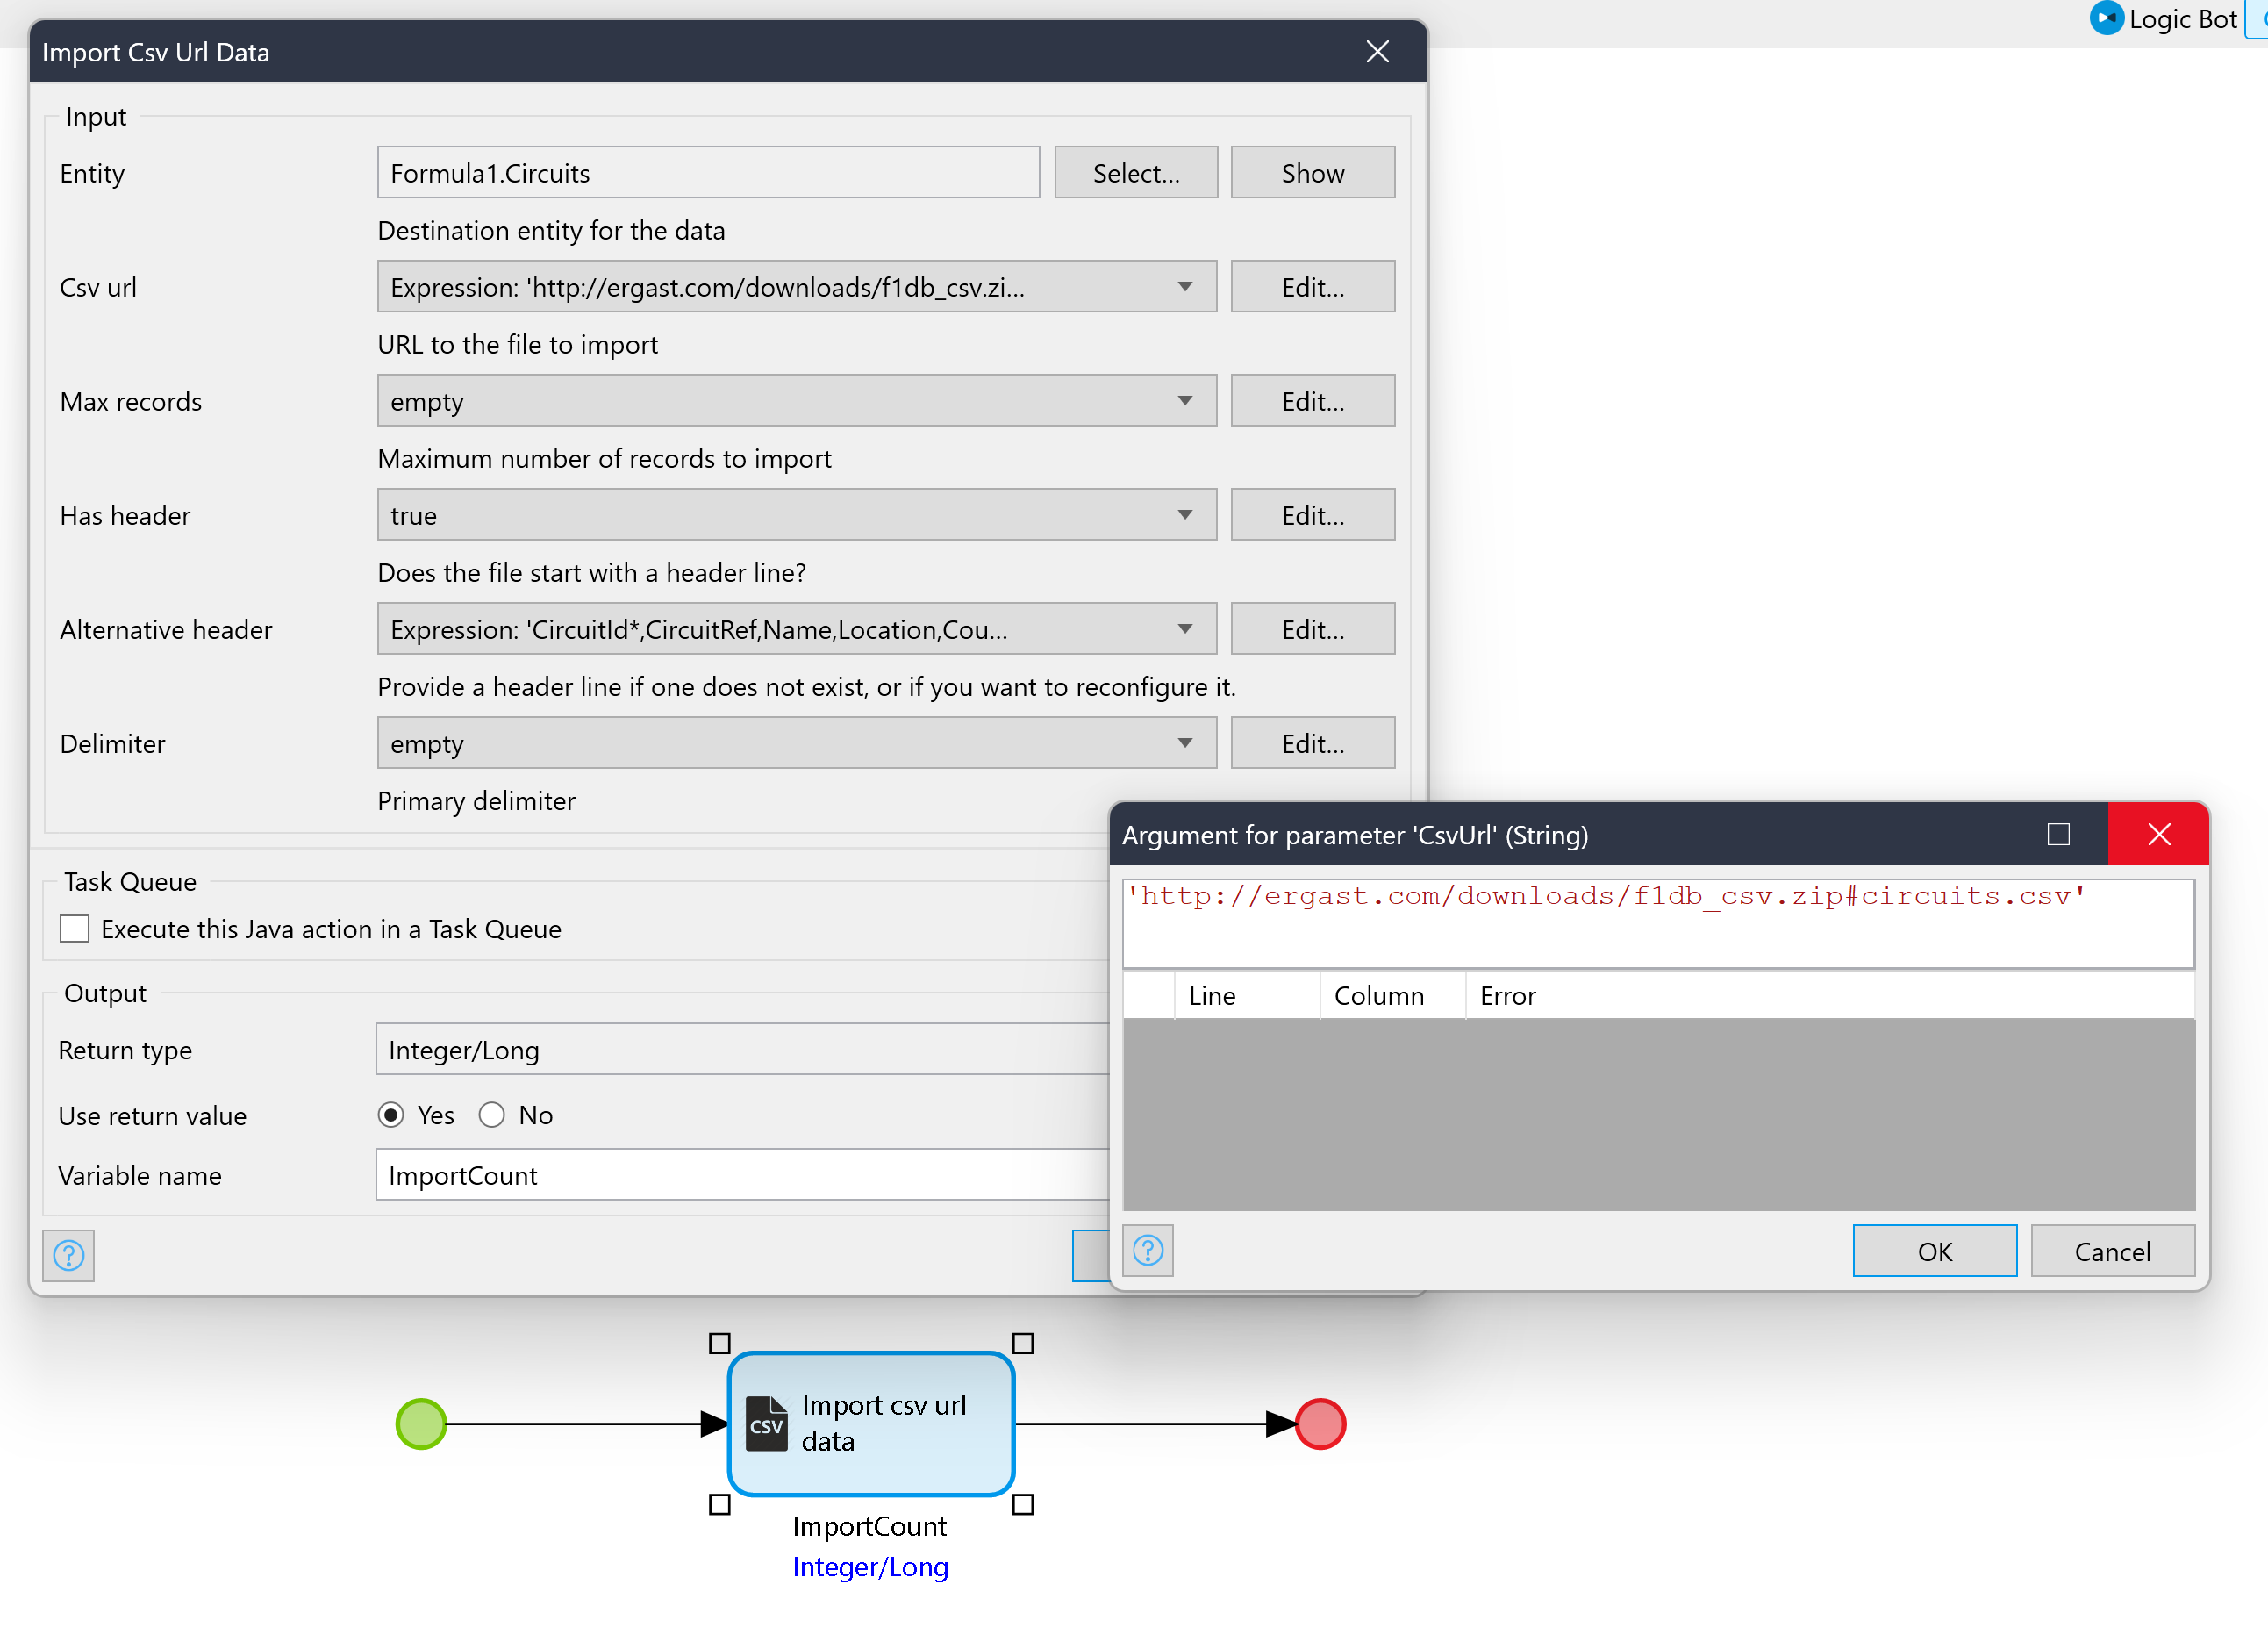 Logic Bot
Import Csv Url Data
Input
Entity
Formula1.Circuits
Select...
Show
Destination entity for the data
Csv url
Expression: 'http://ergast.com/downloads/f1db_csv.zi...
Edit...
URL to the file to import
Max records
empty
Edit...
Maximum number of records to import
Has header
true
Edit...
Does the file start with a header line?
Alternative header
Expression: 'CircuitId*,CircuitRef,Name,Location,Cou...
Edit...
Provide a header line if one does not exist, or if you want to reconfigure it.
Delimiter
empty
Edit...
Primary delimiter
Task Queue
Execute this Java action in a Task Queue
Output
Return type
Integer/Long
Use return value
Yes
No
Variable name
ImportCount
Argument for parameter 'CsvUrl' (String)
'http://ergast.com/downloads/f1db_csv.zip#circuits.csv'
Line
Column
Error
OK
Cancel
CSV
Import csv url
data
ImportCount
Integer/Long